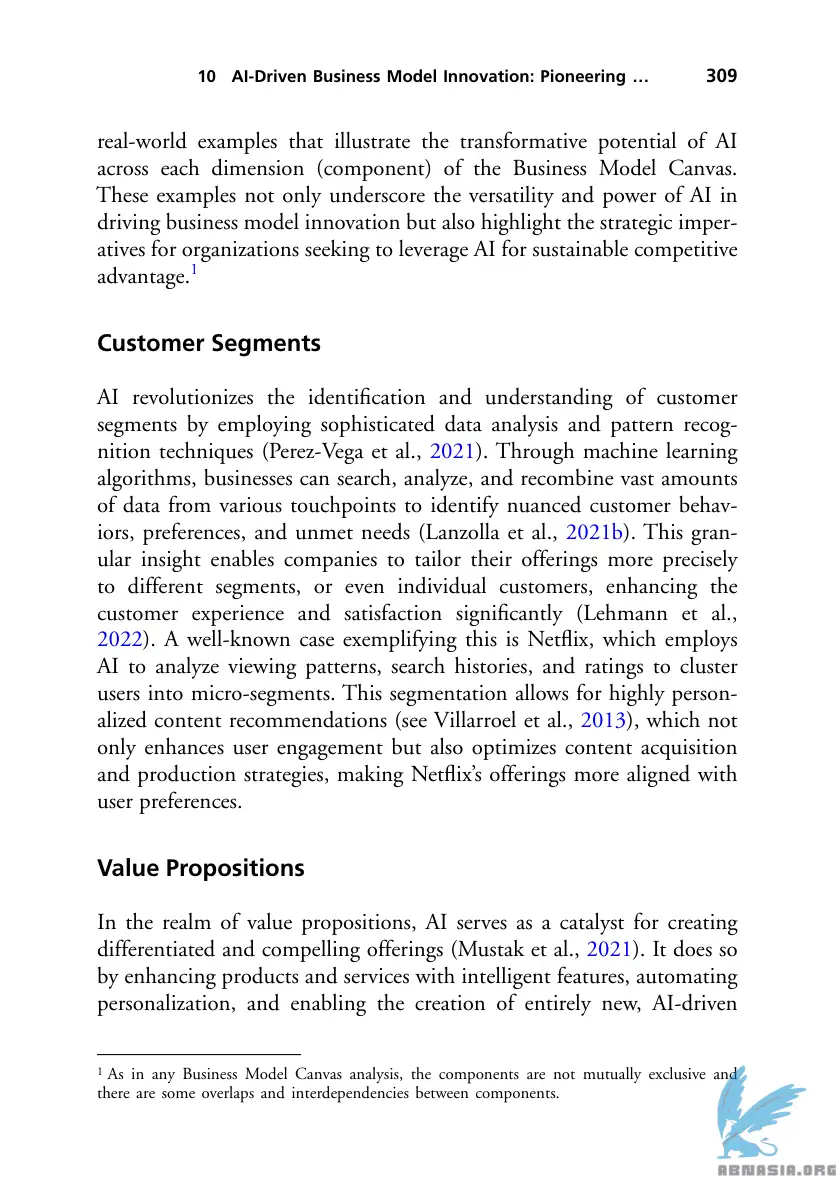 10 AI-Driven Business Model Innovation: Pioneering … 309
real-world examples that illustrate the transformative potential of AI
across each dimension (component) of the Business Model Canvas.
These examples not only underscore the versatility and power of AI in
driving business model innovation but also highlight the strategic imper-
atives for organizations seeking to leverage AI for sustainable competitive
advantage.1
Customer Segments
AI revolutionizes the identification and understanding of customer
segments by employing sophisticated data analysis and pattern recog-
nition techniques (Perez-Vega et al., 2021). Through machine learning
algorithms, businesses can search, analyze, and recombine vast amounts
of data from various touchpoints to identify nuanced customer behav-
iors, preferences, and unmet needs (Lanzolla et al., 2021b). This gran-
ular insight enables companies to tailor their offerings more precisely
to different segments, or even individual customers, enhancing the
customer experience and satisfaction significantly (Lehmann et al.,
2022). A well-known case exemplifying this is Netflix, which employs
AI to analyze viewing patterns, search histories, and ratings to cluster
users into micro-segments. This segmentation allows for highly person-
alized content recommendations (see Villarroel et al., 2013), which not
only enhances user engagement but also optimizes content acquisition
and production strategies, making Netflix’s offerings more aligned with
user preferences.
Value Propositions
In the realm of value propositions, AI serves as a catalyst for creating
differentiated and compelling offerings (Mustak et al., 2021). It does so
by enhancing products and services with intelligent features, automating
personalization, and enabling the creation of entirely new, AI-driven
1 As in any Business Model Canvas analysis, the components are not mutually exclusive and
there are some overlaps and interdependencies between components.
ABNASIA.ORG